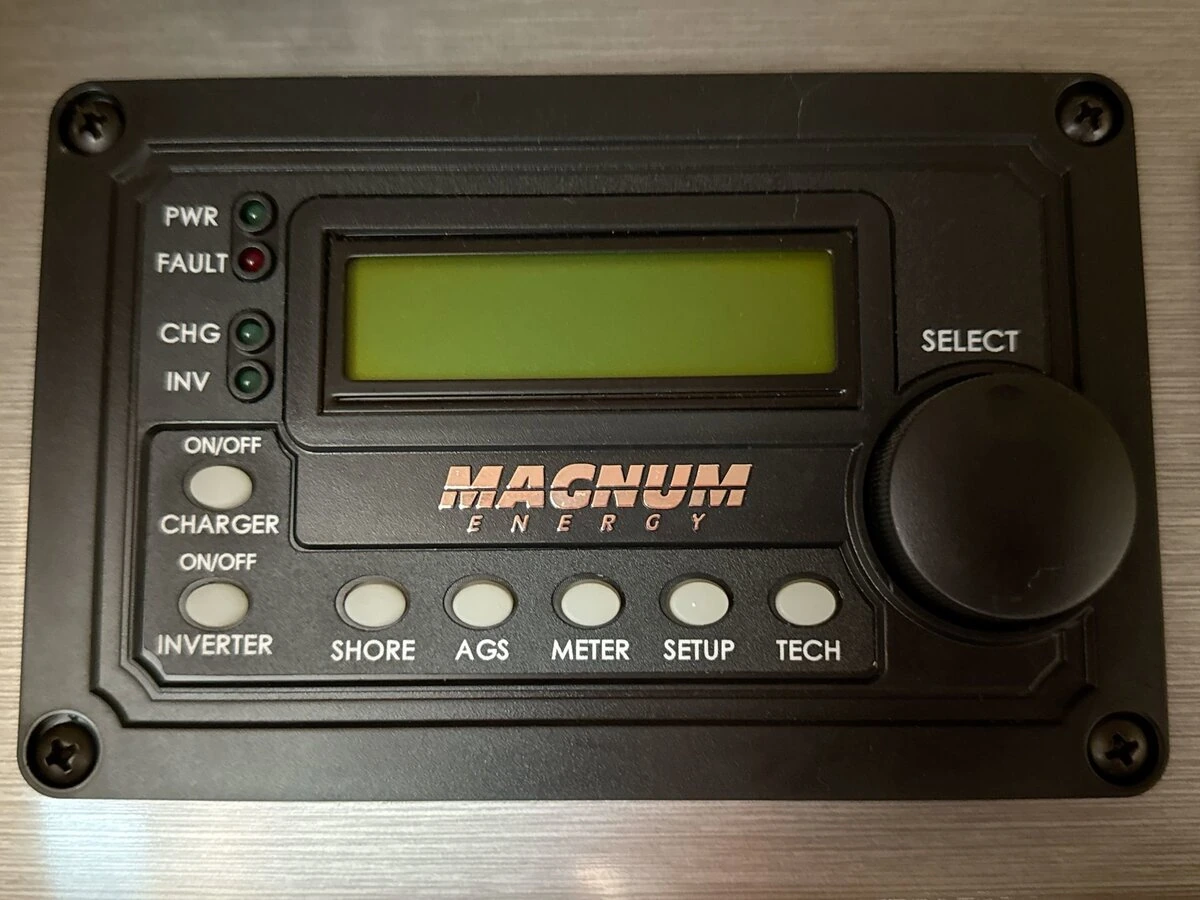 PWR
FAULT
CHG
INV
SELECT
ON/OFF
CHARGER
MAGNUM
ENERGY
ON/OFF
INVERTER
SHORE
AGS
METER
SETUP
TECH